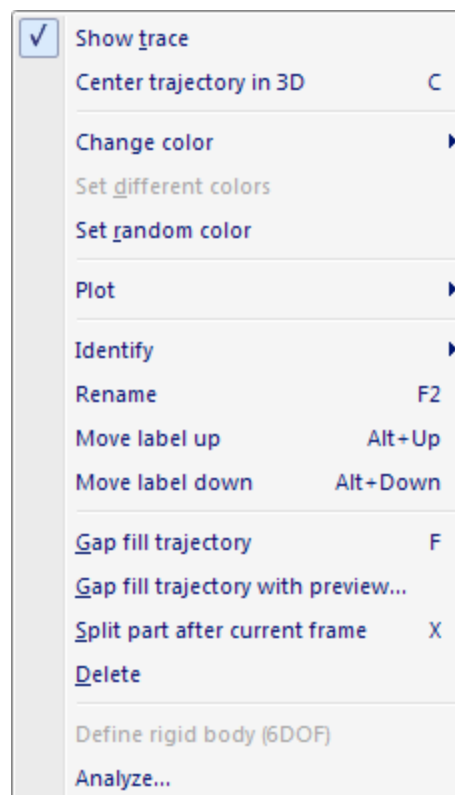 Show trace
Center trajectory in 3D C
Change color
Set different colors
Set random color
Plot
Identify
Rename F2
Move label up Alt+Up
Move label down Alt+Down
Gap fill trajectory F
Gap fill trajectory with preview...
Split part after current frame X
Delete
Define rigid body (6DOF)
Analyze...